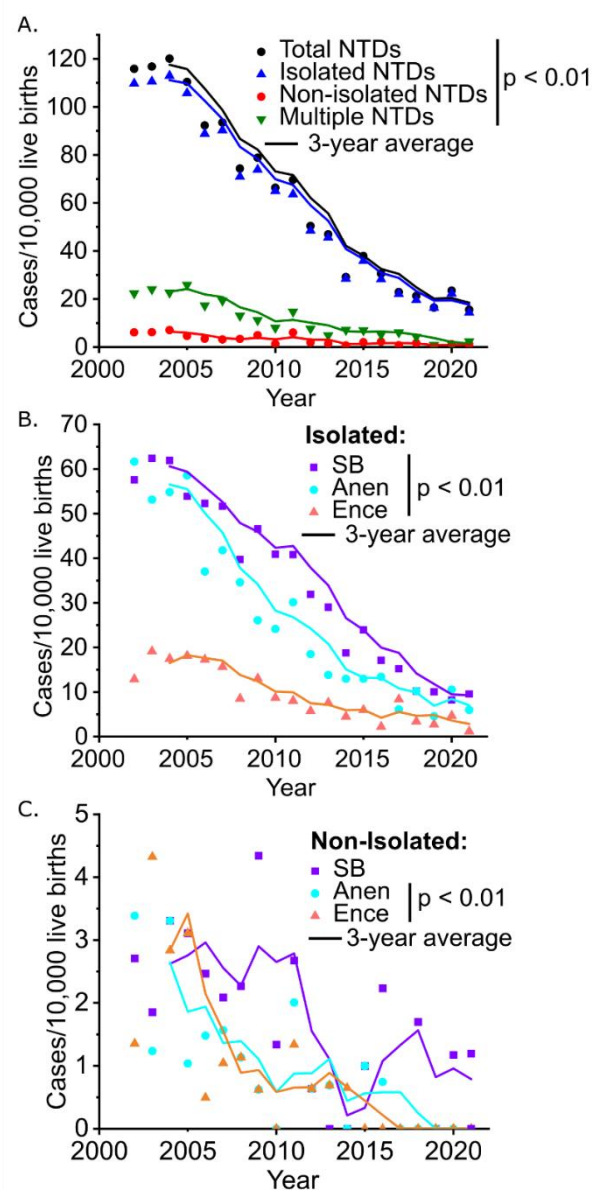 A.
Total NTDs
Isolated NTDs
Non-isolated NTDs
Multiple NTDs
3-year average
p < 0.01
Cases/10,000 live births
120
100
80
60
40
20
0
2000 2005 2010 2015 2020
Year
B.
Isolated:
SB
Anen
Ence
3-year average
p < 0.01
Cases/10,000 live births
70
60
50
40
30
20
10
0
2000 2005 2010 2015 2020
Year
C.
Non-Isolated:
SB
Anen
Ence
3-year average
p < 0.01
Cases/10,000 live births
5
4
3
2
1
0
2000 2005 2010 2015 2020
Year